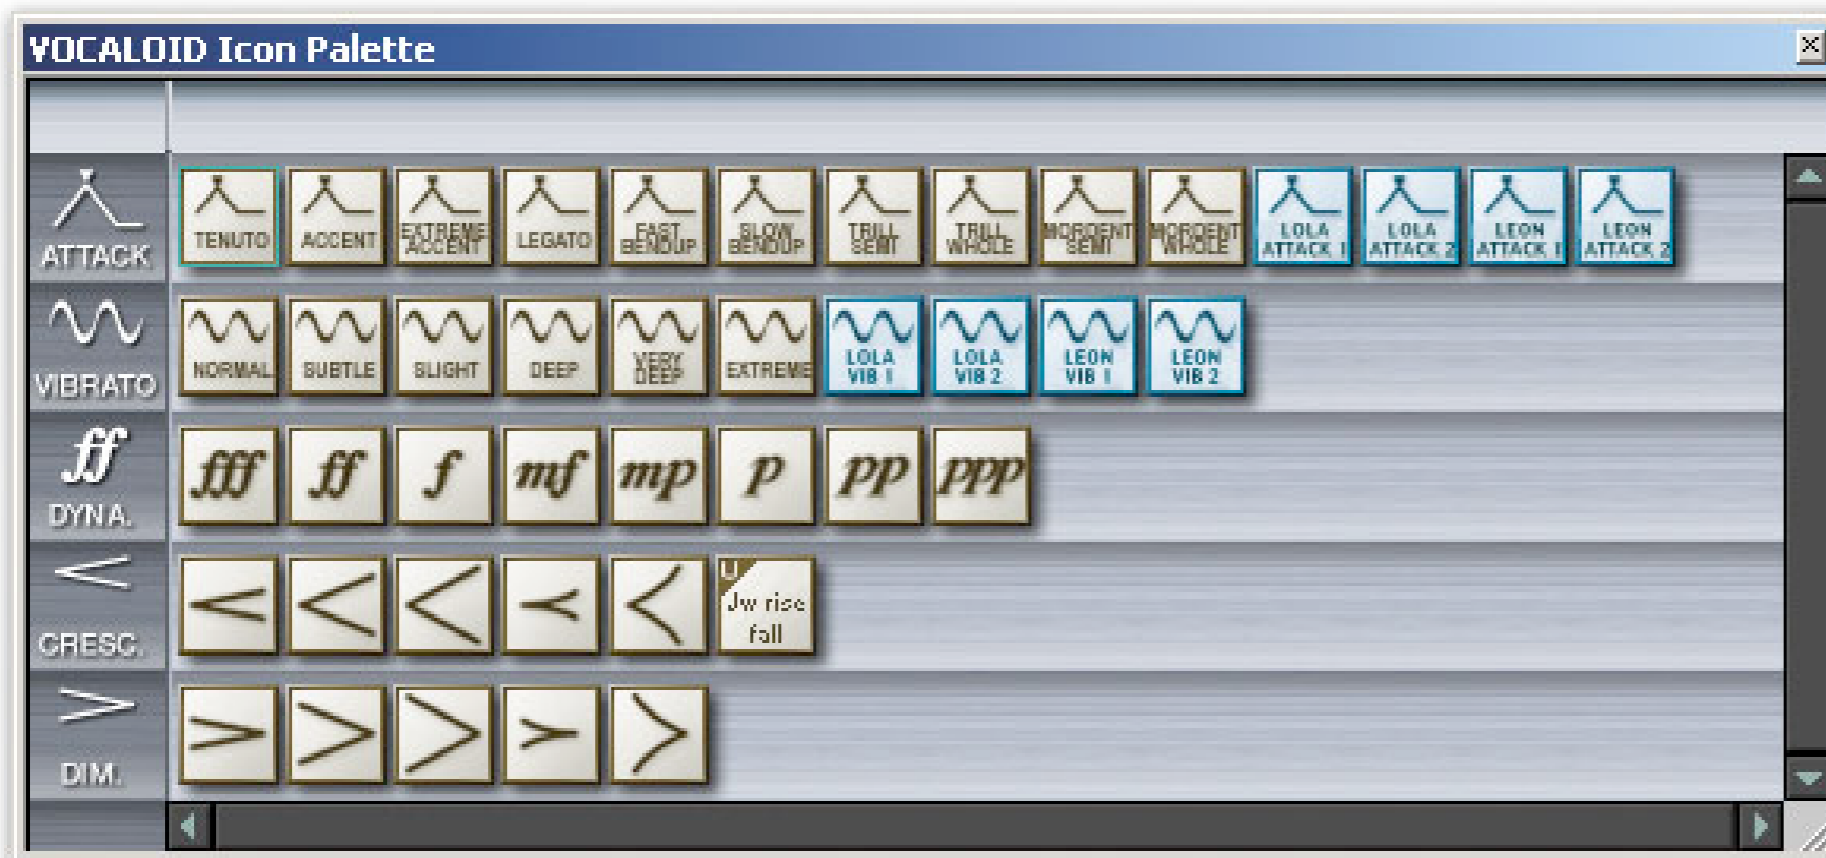 VOCALOID Icon Palette
ATTACK
TENUTO
ACCENT
EXTREME
ACCENT
LEGATO
FAST
BENDUP
SLOW
BENDUP
TRILL
SEMI
TRILL
WHOLE
MORDENT
SEMI
MORDENT
WHOLE
LOLA
ATTACK 1
LOLA
ATTACK 2
LEON
ATTACK 1
LEON
ATTACK 2
VIBRATO
NORMAL
SUBTLE
SLIGHT
DEEP
VERY
DEEP
EXTREME
LOLA
VIB 1
LOLA
VIB 2
LEON
VIB 1
LEON
VIB 2
ff
DYNA.
fff
ff
f
mf
mp
p
pp
ppp
CRESC.
U
Jw rise
fall
DIM.